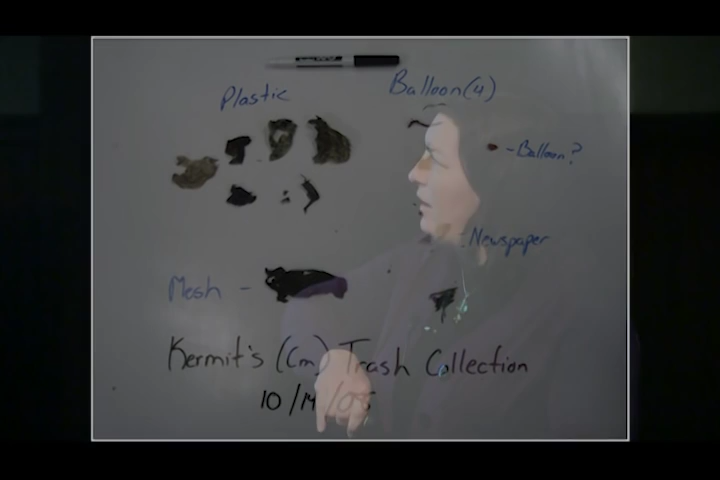 Plastic
Balloon(4)
- Balloon?
Newspaper
Mesh -
Kermit's (Cm) Trash Collection
10/14/05